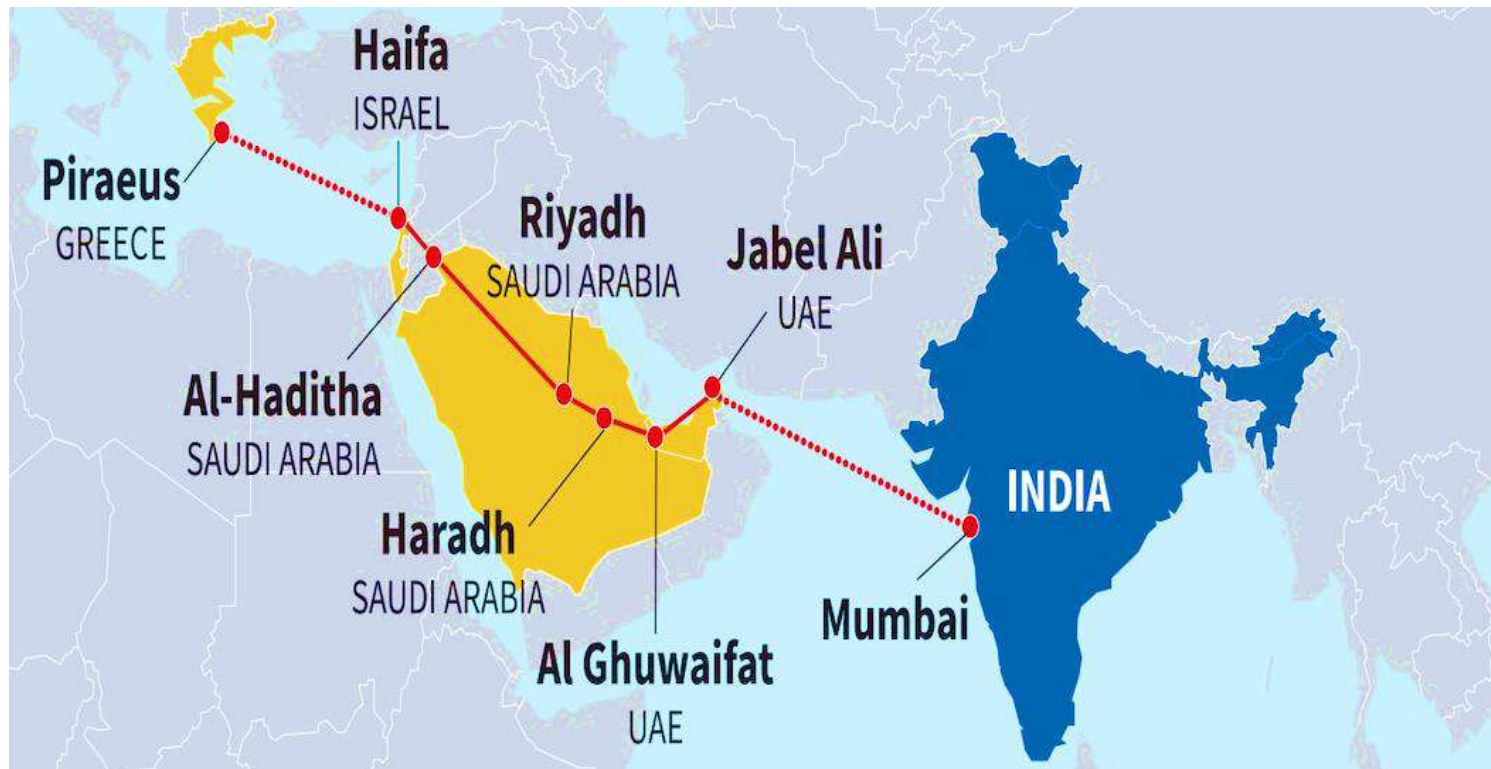 Haifa
ISRAEL
Piraeus
GREECE
Riyadh
SAUDI ARABIA
Jabel Ali
UAE
Al-Haditha
SAUDI ARABIA
INDIA
Haradh
SAUDI ARABIA
Mumbai
Al Ghuwaifat
UAE